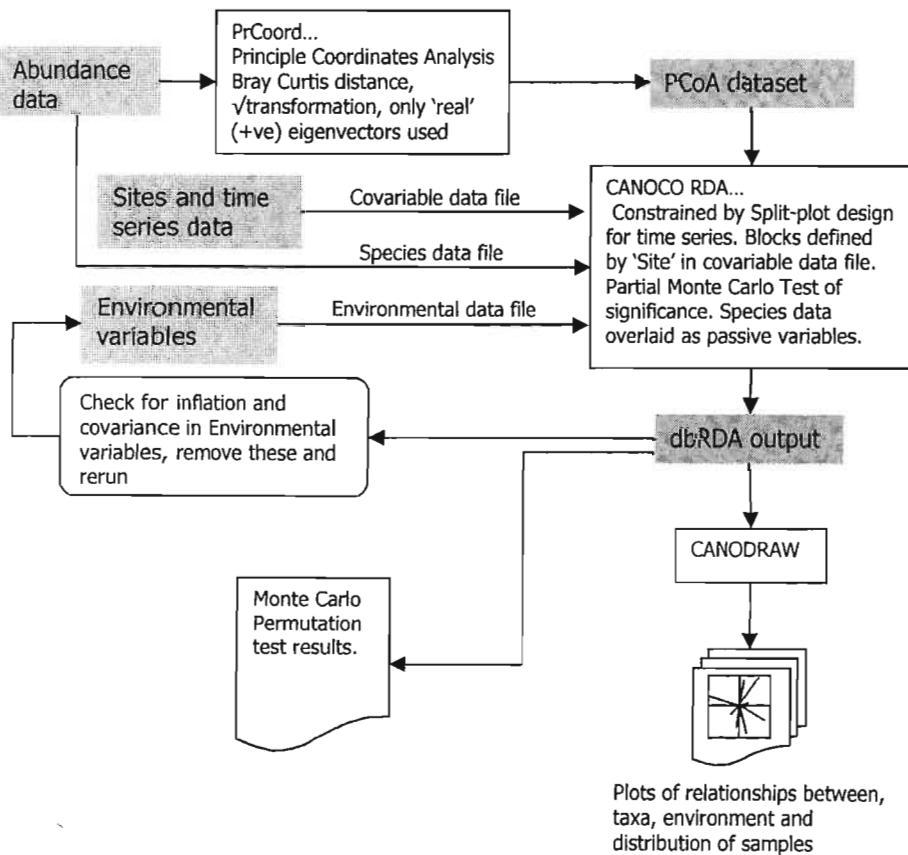 PrCoord...
Principle Coordinates Analysis
Bray Curtis distance,
√transformation, only 'real'
(+ve) eigenvectors used
Abundance
data
PCoA dataset
Sites and time
series data
Covariable data file
Species data file
CANOCO RDA...
Constrained by Split-plot design
for time series. Blocks defined
by 'Site' in covariable data file.
Partial Monte Carlo Test of
significance. Species data
overlaid as passive variables.
Environmental
variables
Environmental data file
Check for inflation and
covariance in Environmental
variables, remove these and
rerun
dbRDA output
CANODRAW
Monte Carlo
Permutation
test results.
Plots of relationships between,
taxa, environment and
distribution of samples